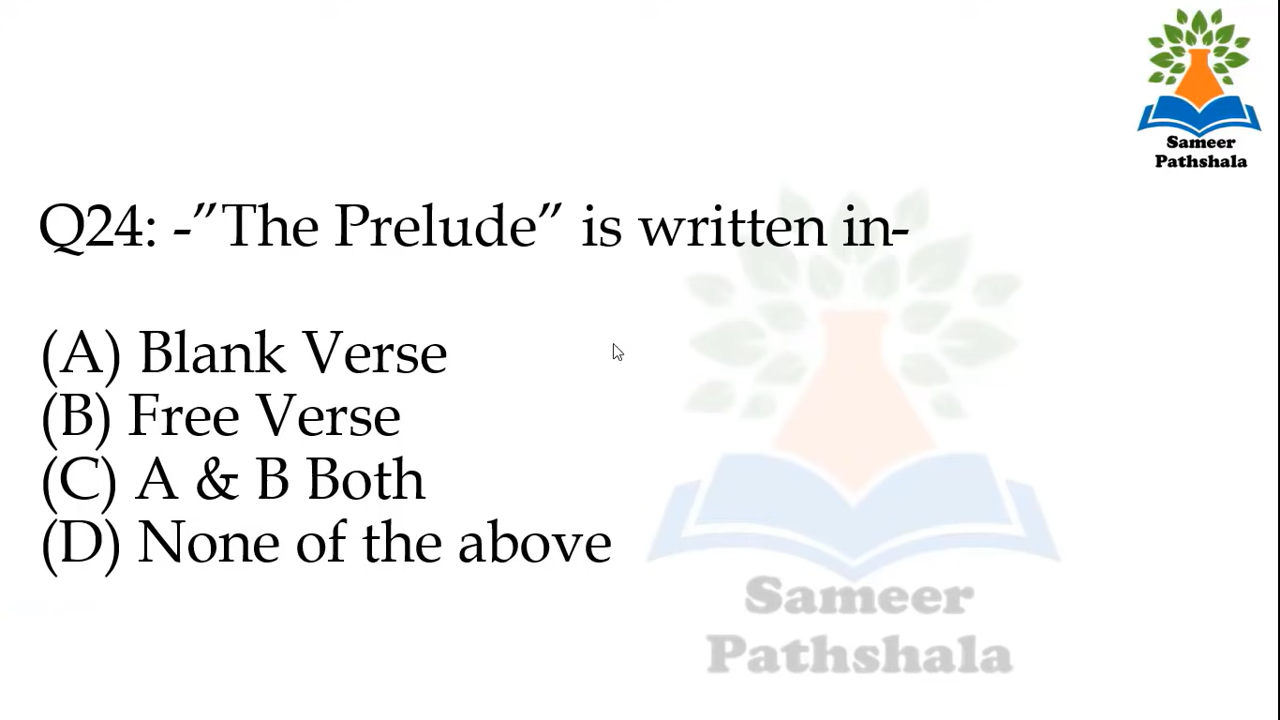 Sameer
Pathshala
Q24: -”The Prelude” is written in-
(A) Blank Verse
(B) Free Verse
(C) A & B Both
(D) None of the above
Sameer
Pathshala